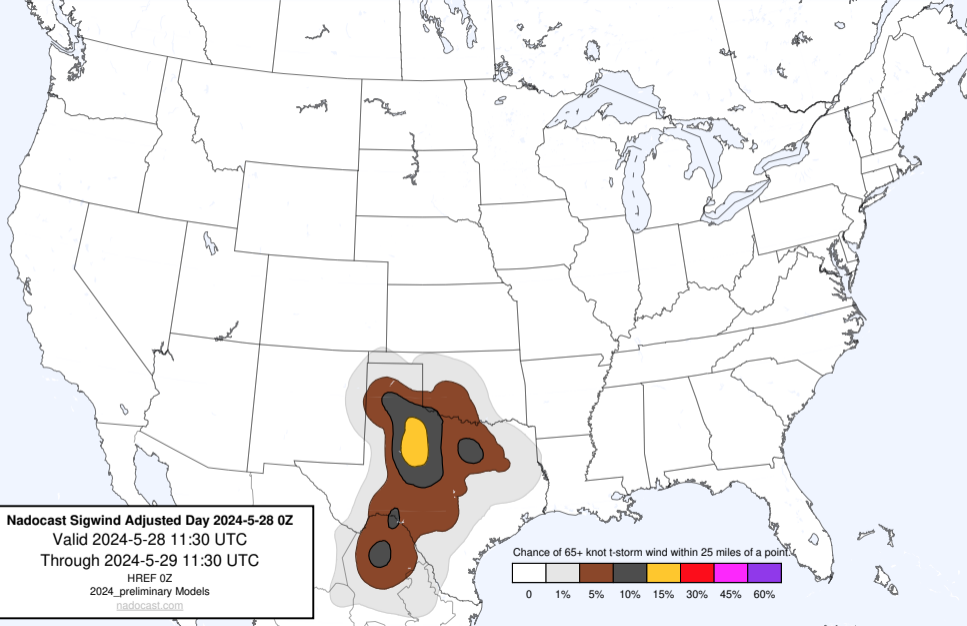 Nadocast Sigwind Adjusted Day 2024-5-28 0Z
Valid 2024-5-28 11:30 UTC
Through 2024-5-29 11:30 UTC
HREF 0Z
2024_preliminary Models
nadocast.com
Chance of 65+ knot t-storm wind within 25 miles of a point.
0 1% 5% 10% 15% 30% 45% 60%